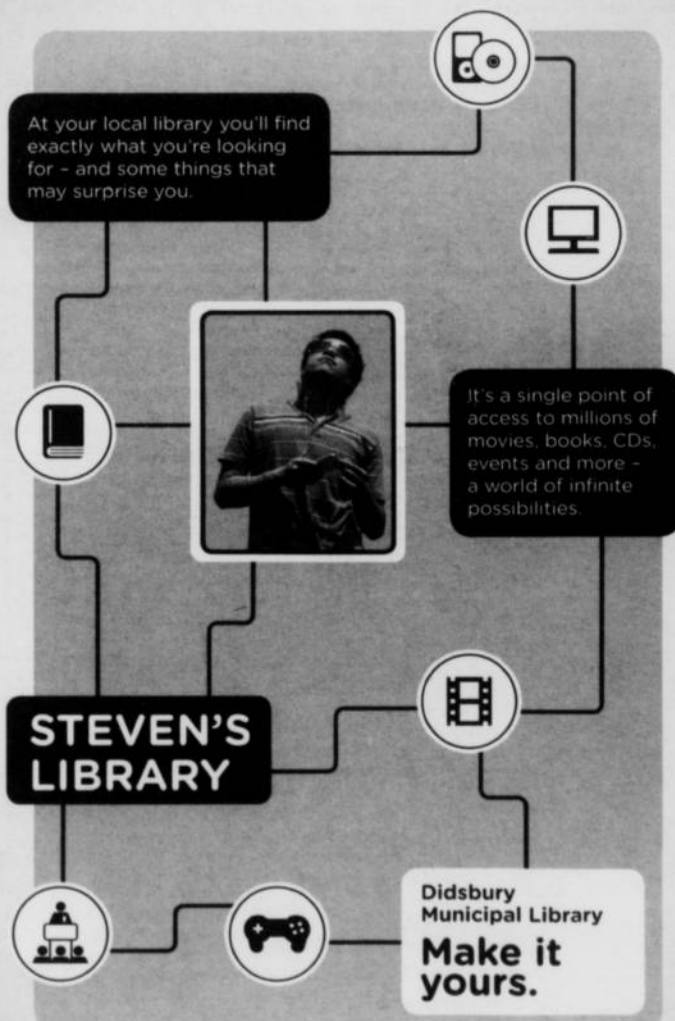 At your local library you'll find
exactly what you're looking
for – and some things that
may surprise you.
It's a single point of
access to millions of
movies, books, CDs,
events and more –
a world of infinite
possibilities.
STEVEN'S
LIBRARY
Didsbury
Municipal Library
Make it
yours.